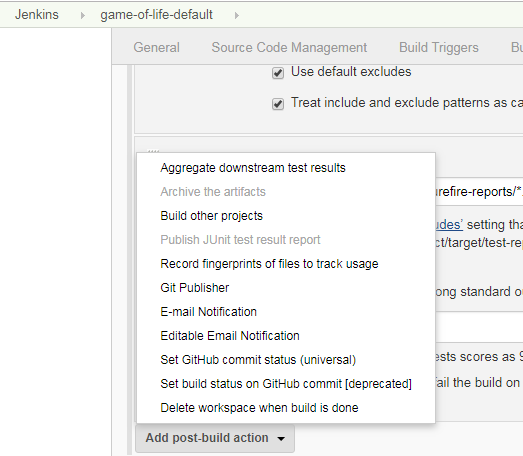 Jenkins game-of-life-default
General Source Code Management Build Triggers
Use default excludes
Treat include and exclude patterns as
Aggregate downstream test results
Archive the artifacts
Build other projects
Publish JUnit test result report
Record fingerprints of files to track usage
Git Publisher
E-mail Notification
Editable Email Notification
Set GitHub commit status (universal)
Set build status on GitHub commit [deprecated]
Delete workspace when build is done
urefire-reports/*.
udes' setting tha
ct/target/test-rep
ong standard ou
ests scores as 9
fail the build on
Add post-build action